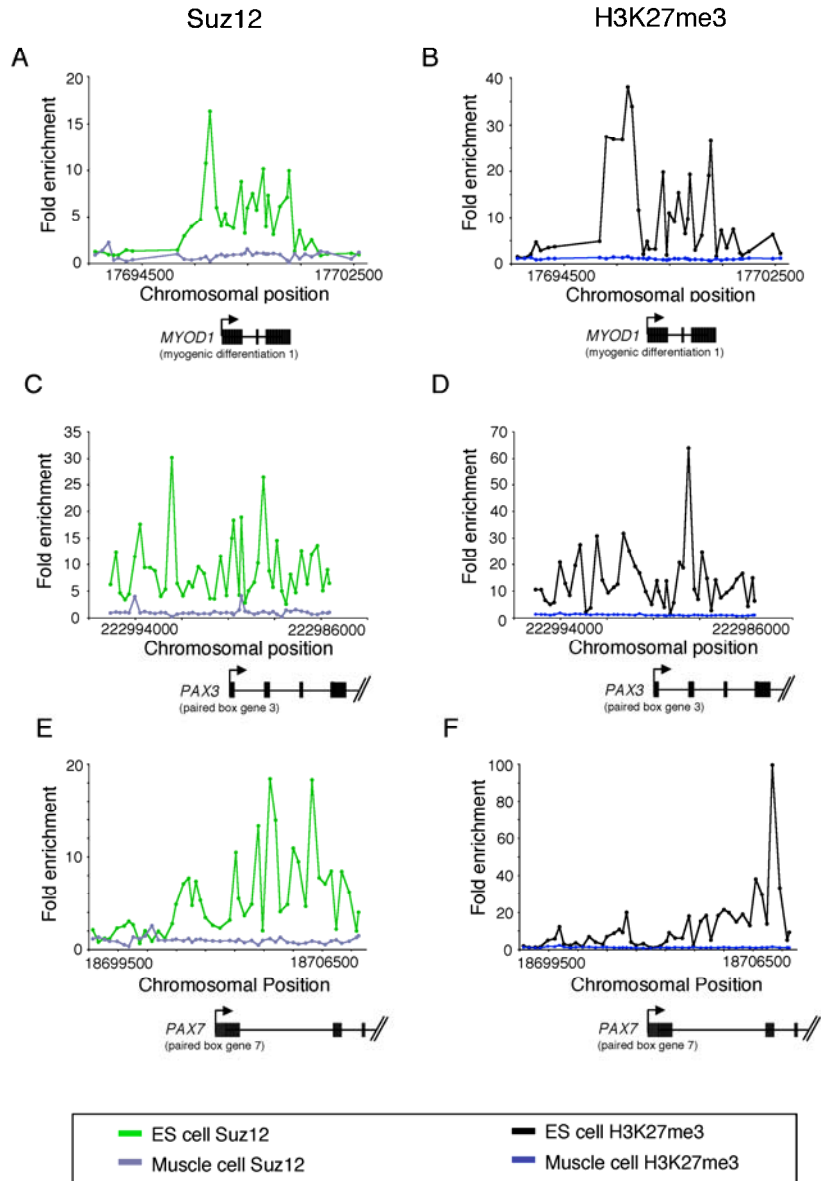 Suz12
H3K27me3
A
Fold enrichment
20
15
10
5
0
17694500
17702500
Chromosomal position
MYOD1
(myogenic differentiation 1)
B
Fold enrichment
40
30
20
10
0
17694500
17702500
Chromosomal position
MYOD1
(myogenic differentiation 1)
C
Fold enrichment
35
30
25
20
15
10
5
0
222994000
222986000
Chromosomal position
PAX3
(paired box gene 3)
D
Fold enrichment
70
60
50
40
30
20
10
0
222994000
222986000
Chromosomal position
PAX3
(paired box gene 3)
E
Fold enrichment
20
10
0
18699500
18706500
Chromosomal Position
PAX7
(paired box gene 7)
F
Fold enrichment
100
80
60
40
20
0
18699500
18706500
Chromosomal Position
PAX7
(paired box gene 7)
ES cell Suz12
Muscle cell Suz12
ES cell H3K27me3
Muscle cell H3K27me3